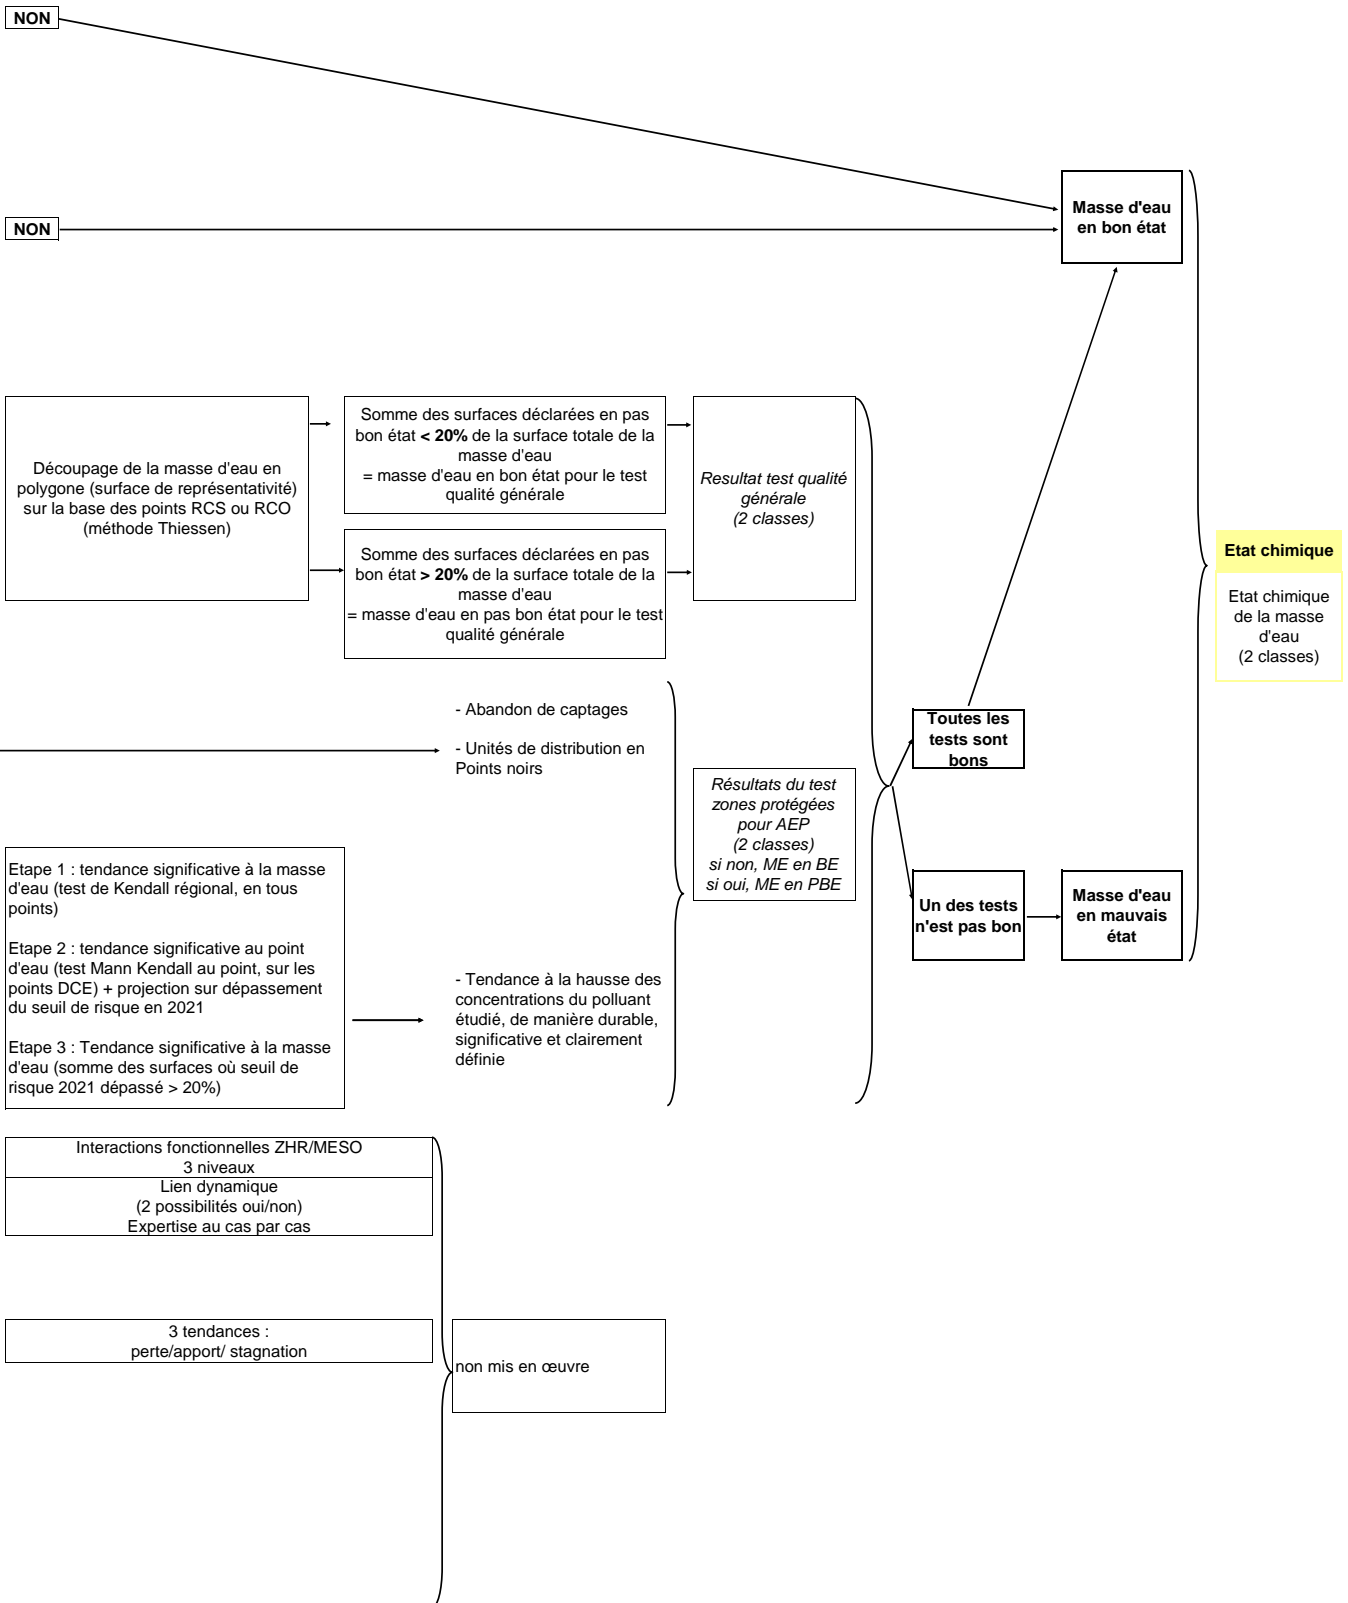 NON
NON
Masse d'eau
en bon état
Découpage de la masse d'eau en
polygone (surface de représentativité)
sur la base des points RCS ou RCO
(méthode Thiessen)
Somme des surfaces déclarées en pas
bon état < 20% de la surface totale de la
masse d'eau
= masse d'eau en bon état pour le test
qualité générale
Somme des surfaces déclarées en pas
bon état > 20% de la surface totale de la
masse d'eau
= masse d'eau en pas bon état pour le test
qualité générale
Resultat test qualité
générale
(2 classes)
Etat chimique
Etat chimique
de la masse
d'eau
(2 classes)
- Abandon de captages
- Unités de distribution en
Points noirs
Toutes les
tests sont
bons
Résultats du test
zones protégées
pour AEP
(2 classes)
si non, ME en BE
si oui, ME en PBE
Un des tests
n'est pas bon
Masse d'eau
en mauvais
état
Etape 1 : tendance significative à la masse
d'eau (test de Kendall régional, en tous
points)
Etape 2 : tendance significative au point
d'eau (test Mann Kendall au point, sur les
points DCE) + projection sur dépassement
du seuil de risque en 2021
Etape 3 : Tendance significative à la masse
d'eau (somme des surfaces où seuil de
risque 2021 dépassé > 20%)
- Tendance à la hausse des
concentrations du polluant
étudié, de manière durable,
significative et clairement
définie
Interactions fonctionnelles ZHR/MESO
3 niveaux
Lien dynamique
(2 possibilités oui/non)
Expertise au cas par cas
3 tendances :
perte/apport/ stagnation
non mis en œuvre